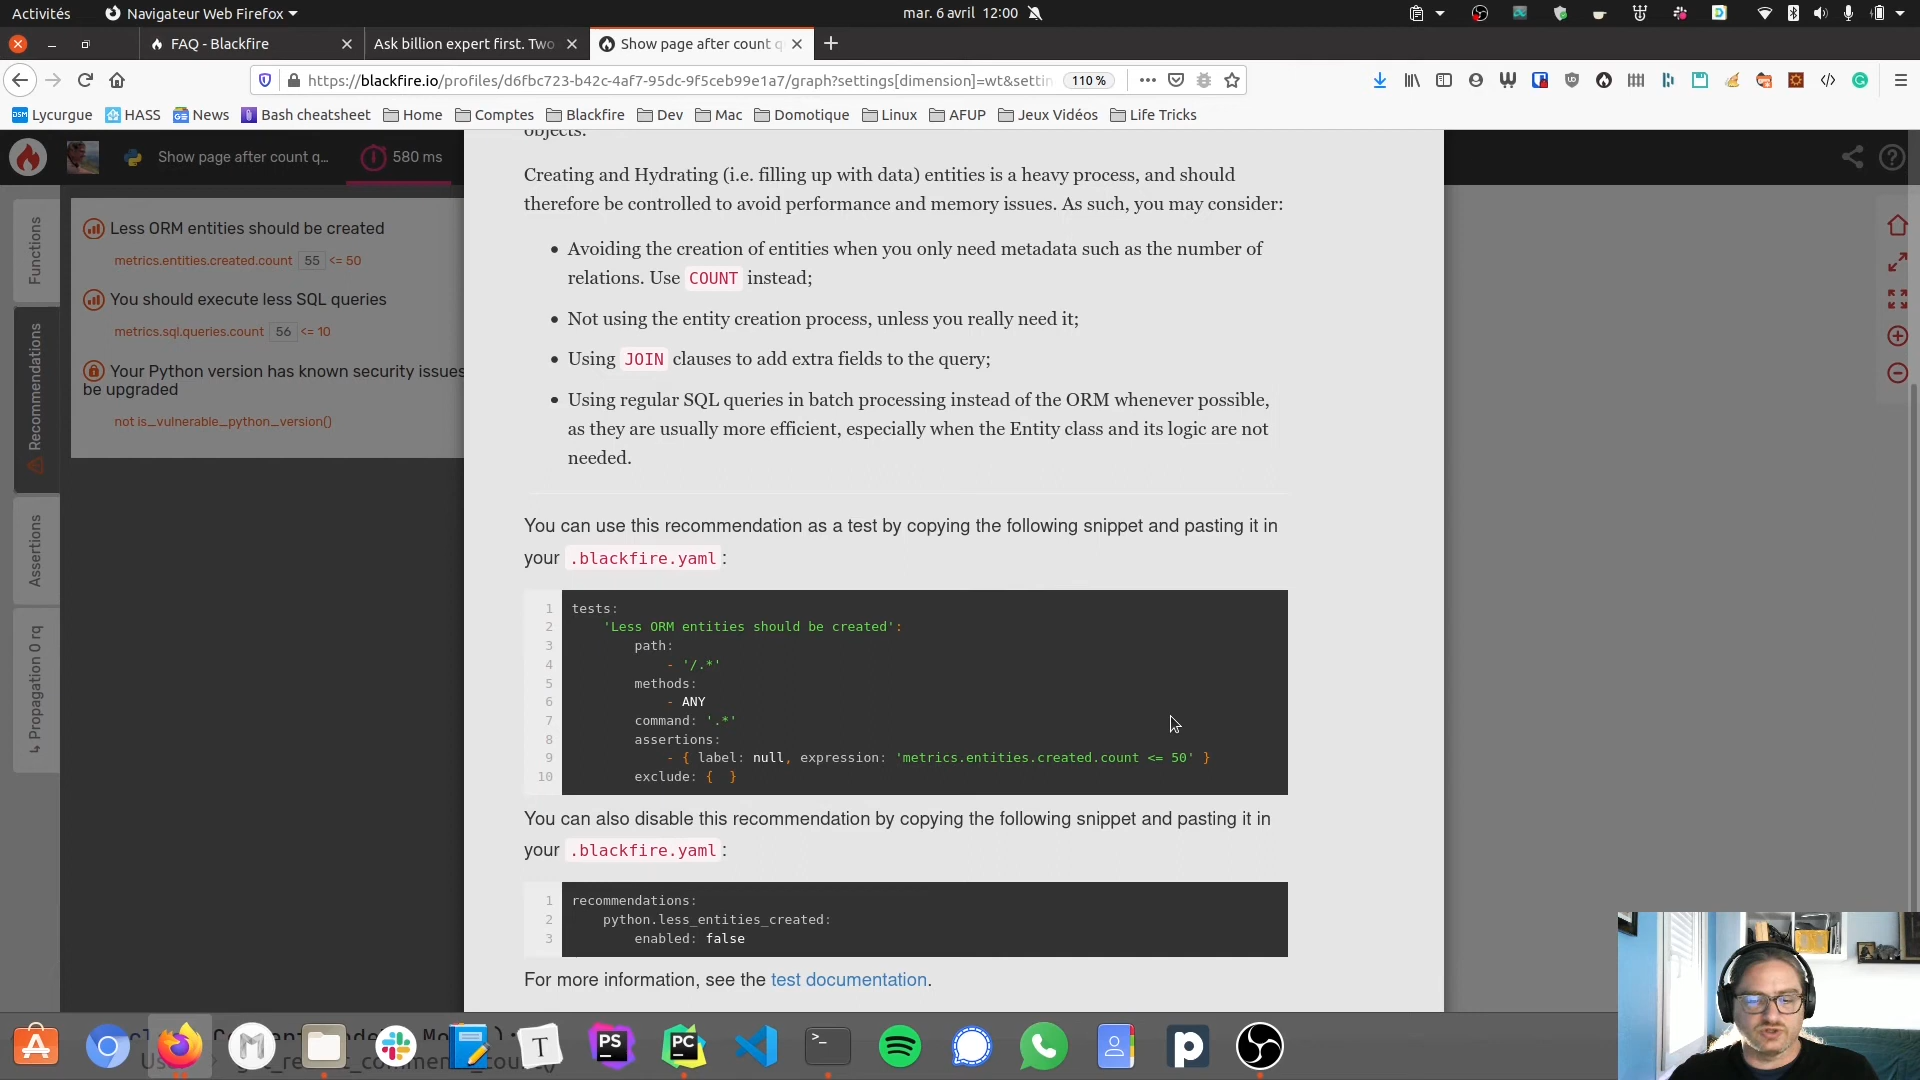 Activités
Navigateur Web Firefox
mar. 6 avril 12:00
FAQ - Blackfire
Ask billion expert first. Two
Show page after count q
https://blackfire.io/profiles/d6fbc723-b42c-4af7-95dc-9f5ceb99e1a7/graph?settings[dimension]=wt&settin
110 %
Lycurgue
HASS
News
Bash cheatsheet
Home
Comptes
Blackfire
Dev
Mac
Domotique
Linux
AFUP
Jeux Vidéos
Life Tricks
Show page after count q...
580 ms
Functions
Recommendations
Assertions
↳ Propagation 0 rq
Less ORM entities should be created
metrics.entities.created.count 55 <= 50
You should execute less SQL queries
metrics.sql.queries.count 56 <= 10
Your Python version has known security issues
be upgraded
not is_vulnerable_python_version()
objects.
Creating and Hydrating (i.e. filling up with data) entities is a heavy process, and should
therefore be controlled to avoid performance and memory issues. As such, you may consider:
• Avoiding the creation of entities when you only need metadata such as the number of
relations. Use COUNT instead;
• Not using the entity creation process, unless you really need it;
• Using JOIN clauses to add extra fields to the query;
• Using regular SQL queries in batch processing instead of the ORM whenever possible,
as they are usually more efficient, especially when the Entity class and its logic are not
needed.
You can use this recommendation as a test by copying the following snippet and pasting it in
your .blackfire.yaml:
1 tests:
2 'Less ORM entities should be created':
3 path:
4 - '/.*'
5 methods:
6 - ANY
7 command: '.*'
8 assertions:
9 - { label: null, expression: 'metrics.entities.created.count <= 50' }
10 exclude: { }
You can also disable this recommendation by copying the following snippet and pasting it in
your .blackfire.yaml:
1 recommendations:
2 python.less_entities_created:
3 enabled: false
For more information, see the test documentation.